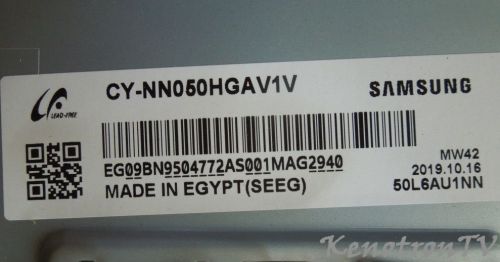 CY-NN050HGAV1V
SAMSUNG
LEAD-FREE
EG09BN9504772AS001MAG2940
MW42
2019.10.16
MADE IN EGYPT(SEEG)
50L6AU1NN
KenotronTV